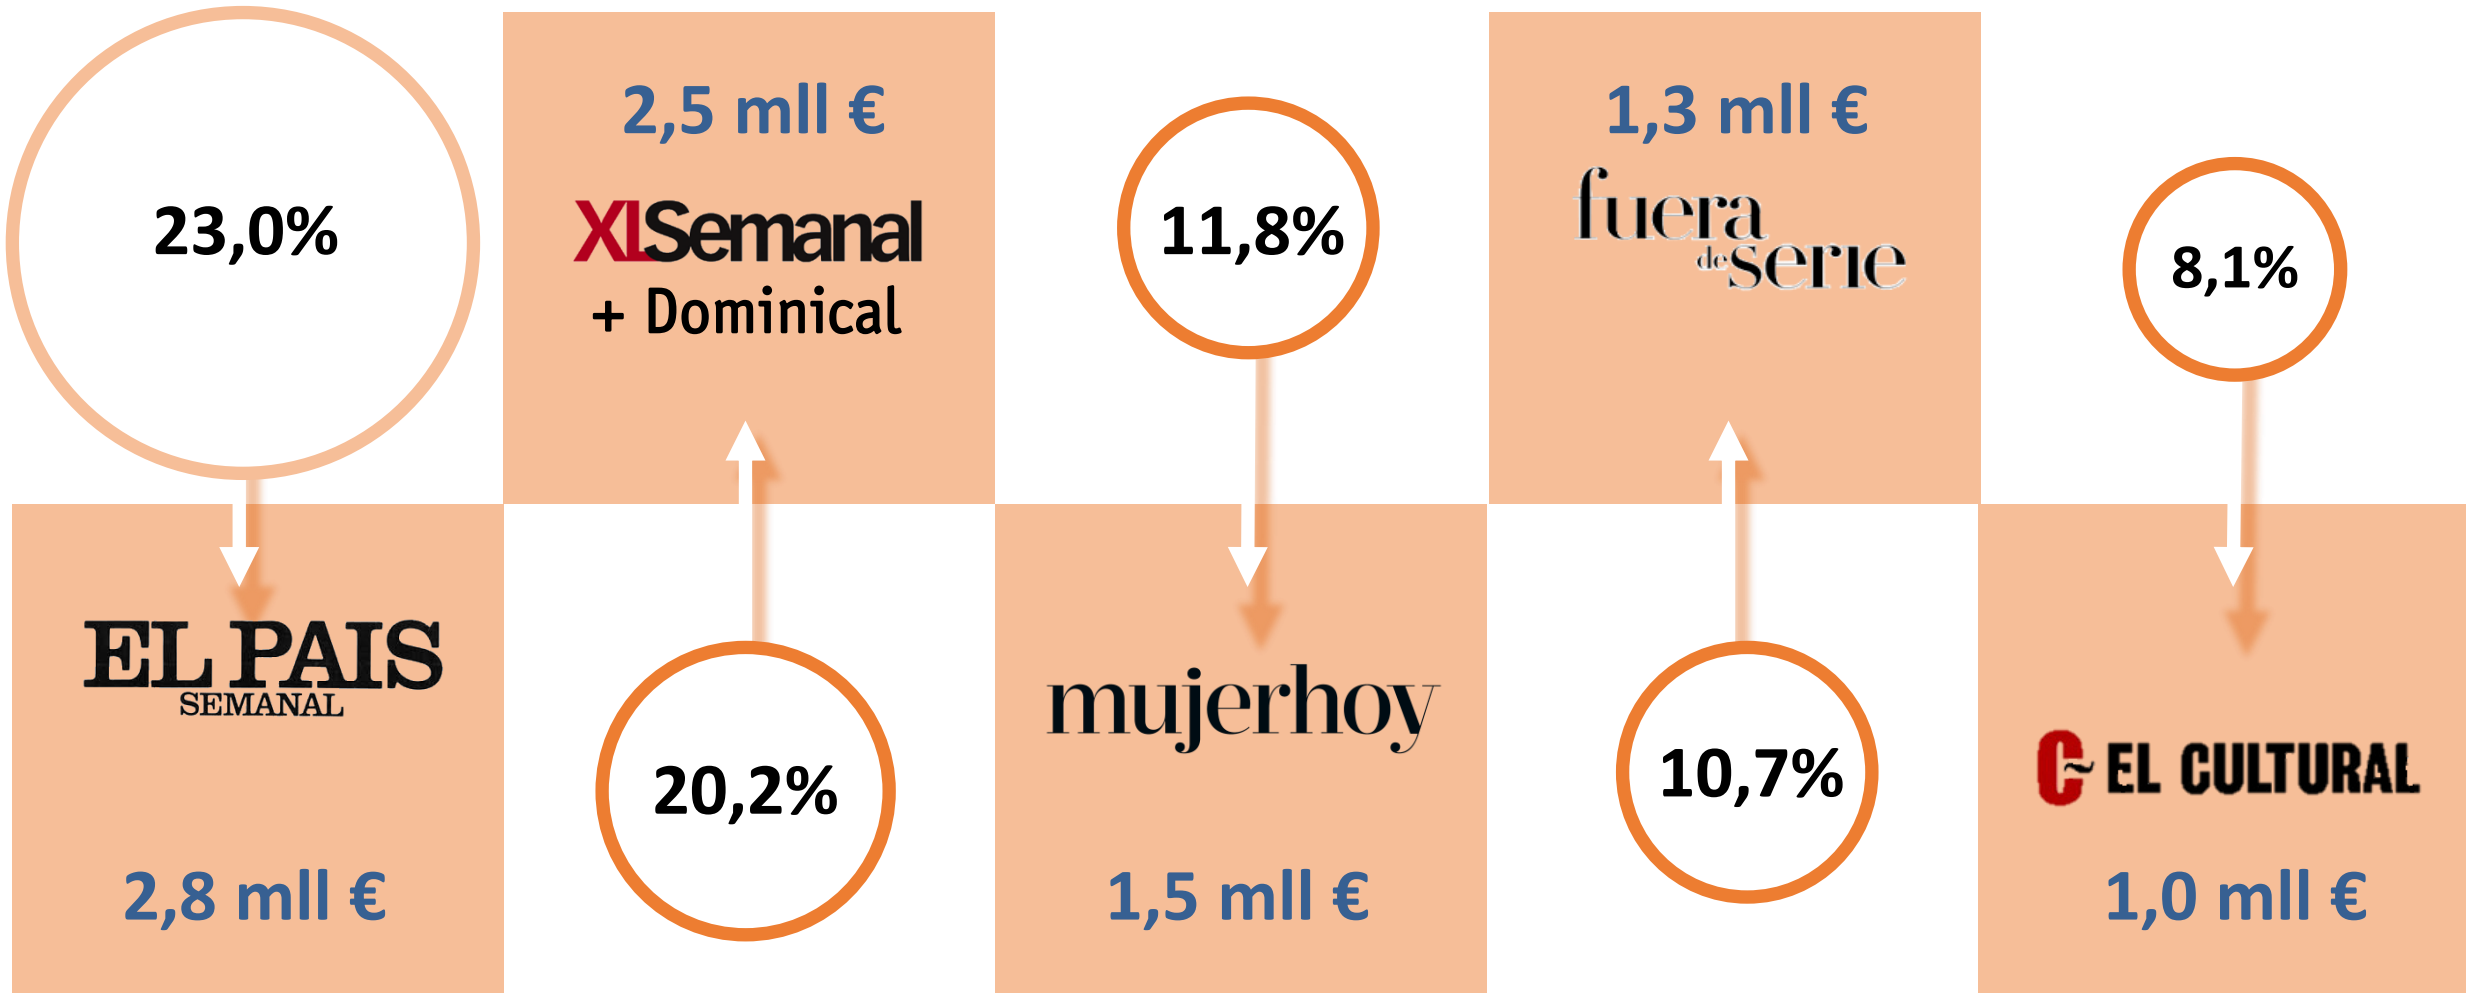 23,0%
EL PAIS
SEMANAL
2,8 mll €
2,5 mll €
XLSemanal
+ Dominical
20,2%
11,8%
mujerhoy
1,5 mll €
1,3 mll €
fuera
de serie
10,7%
8,1%
C~ EL CULTURAL
1,0 mll €